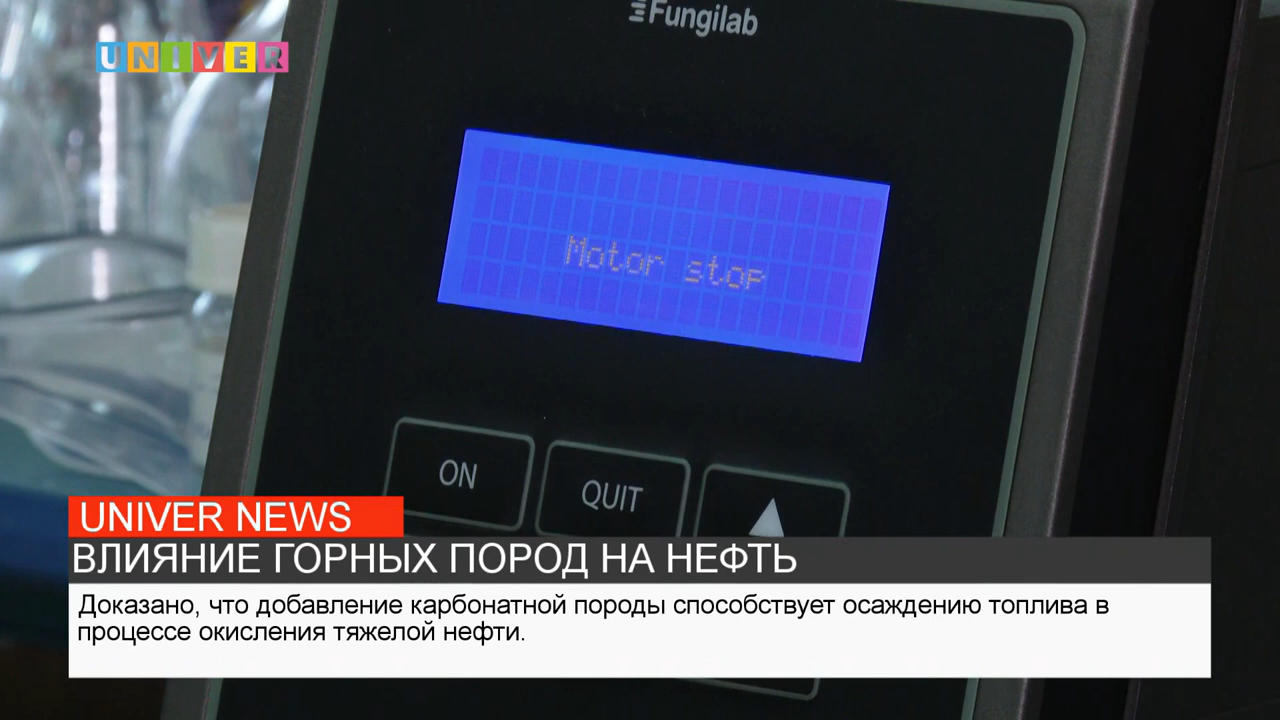 Fungilab
UNIVER
Motor stop
ON
QUIT
UNIVER NEWS
ВЛИЯНИЕ ГОРНЫХ ПОРОД НА НЕФТЬ
Доказано, что добавление карбонатной породы способствует осаждению топлива в
процессе окисления тяжелой нефти.